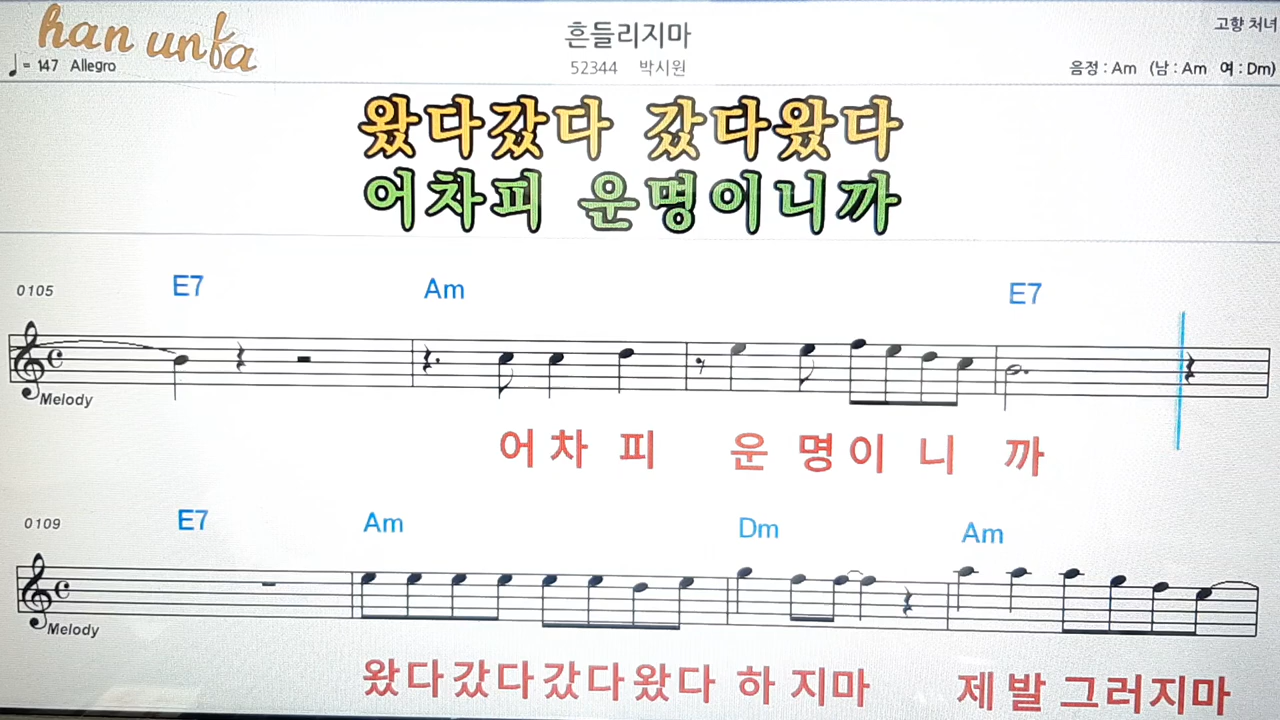 han unfa
흔들리지마
고향 처녀
♩= 147 Allegro
52344 박시원
음정 : Am (남 : Am 여 : Dm)
왔다갔다 갔다왔다
어차피 운명이니까
0105 E7 Am E7
Melody
어 차 피 운 명 이 니 까
0109 E7 Am Dm Am
Melody
왔다갔다갔다왔다 하 지마 제 발 그러지마